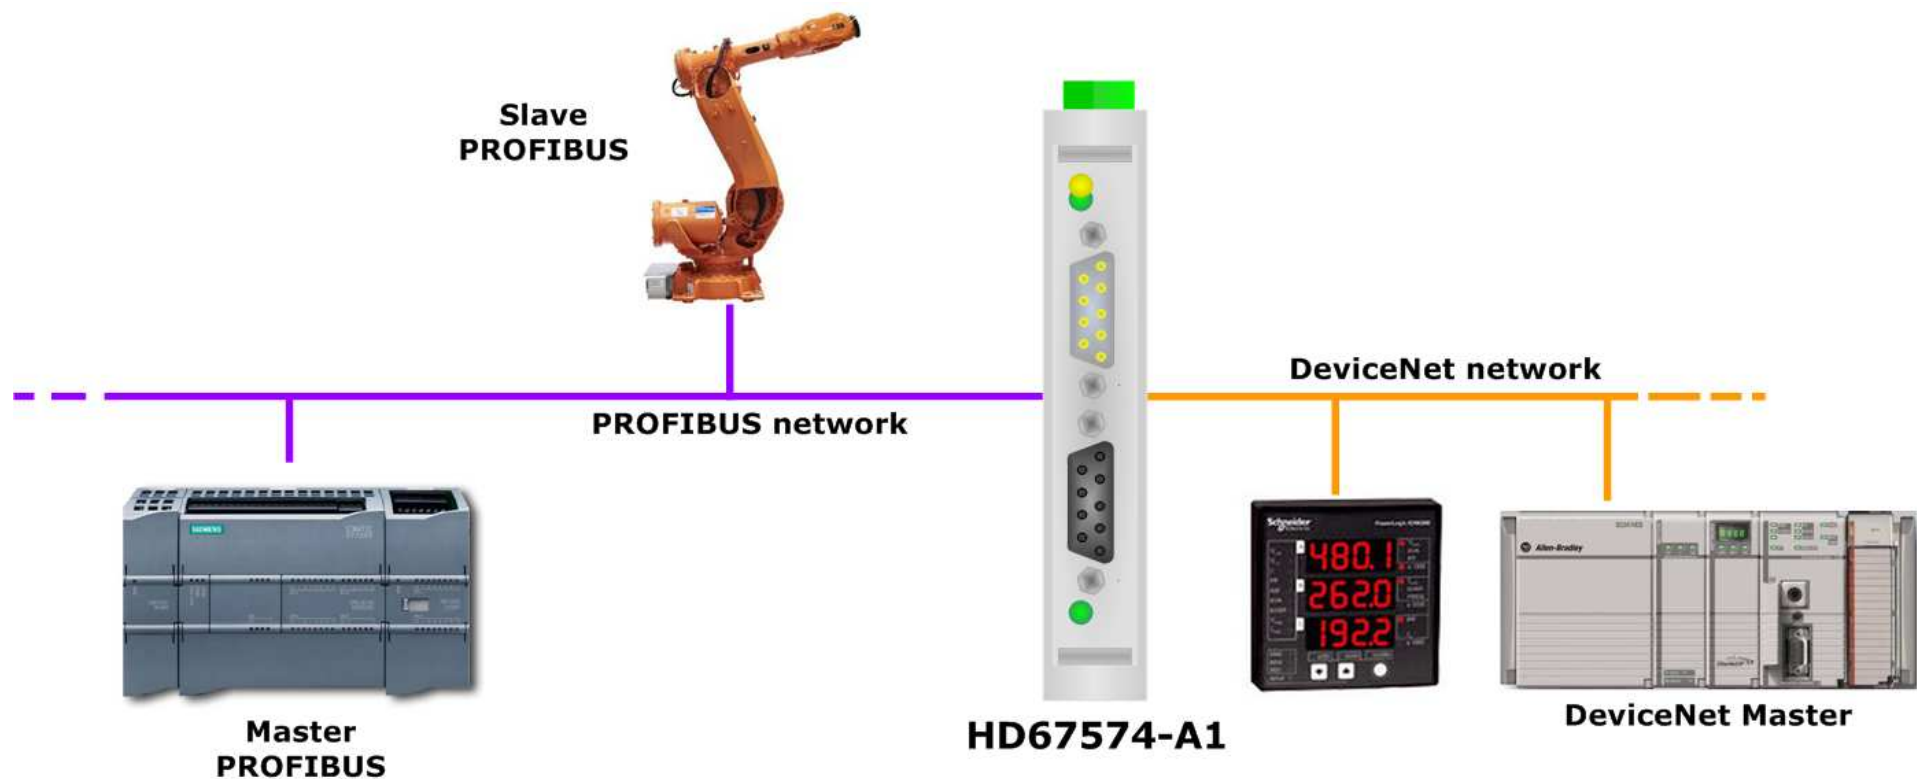 Slave
PROFIBUS
DeviceNet network
PROFIBUS network
SIEMENS
Schneider
480.1
262.0
192.2
Allen-Bradley
Master
PROFIBUS
HD67574-A1
DeviceNet Master